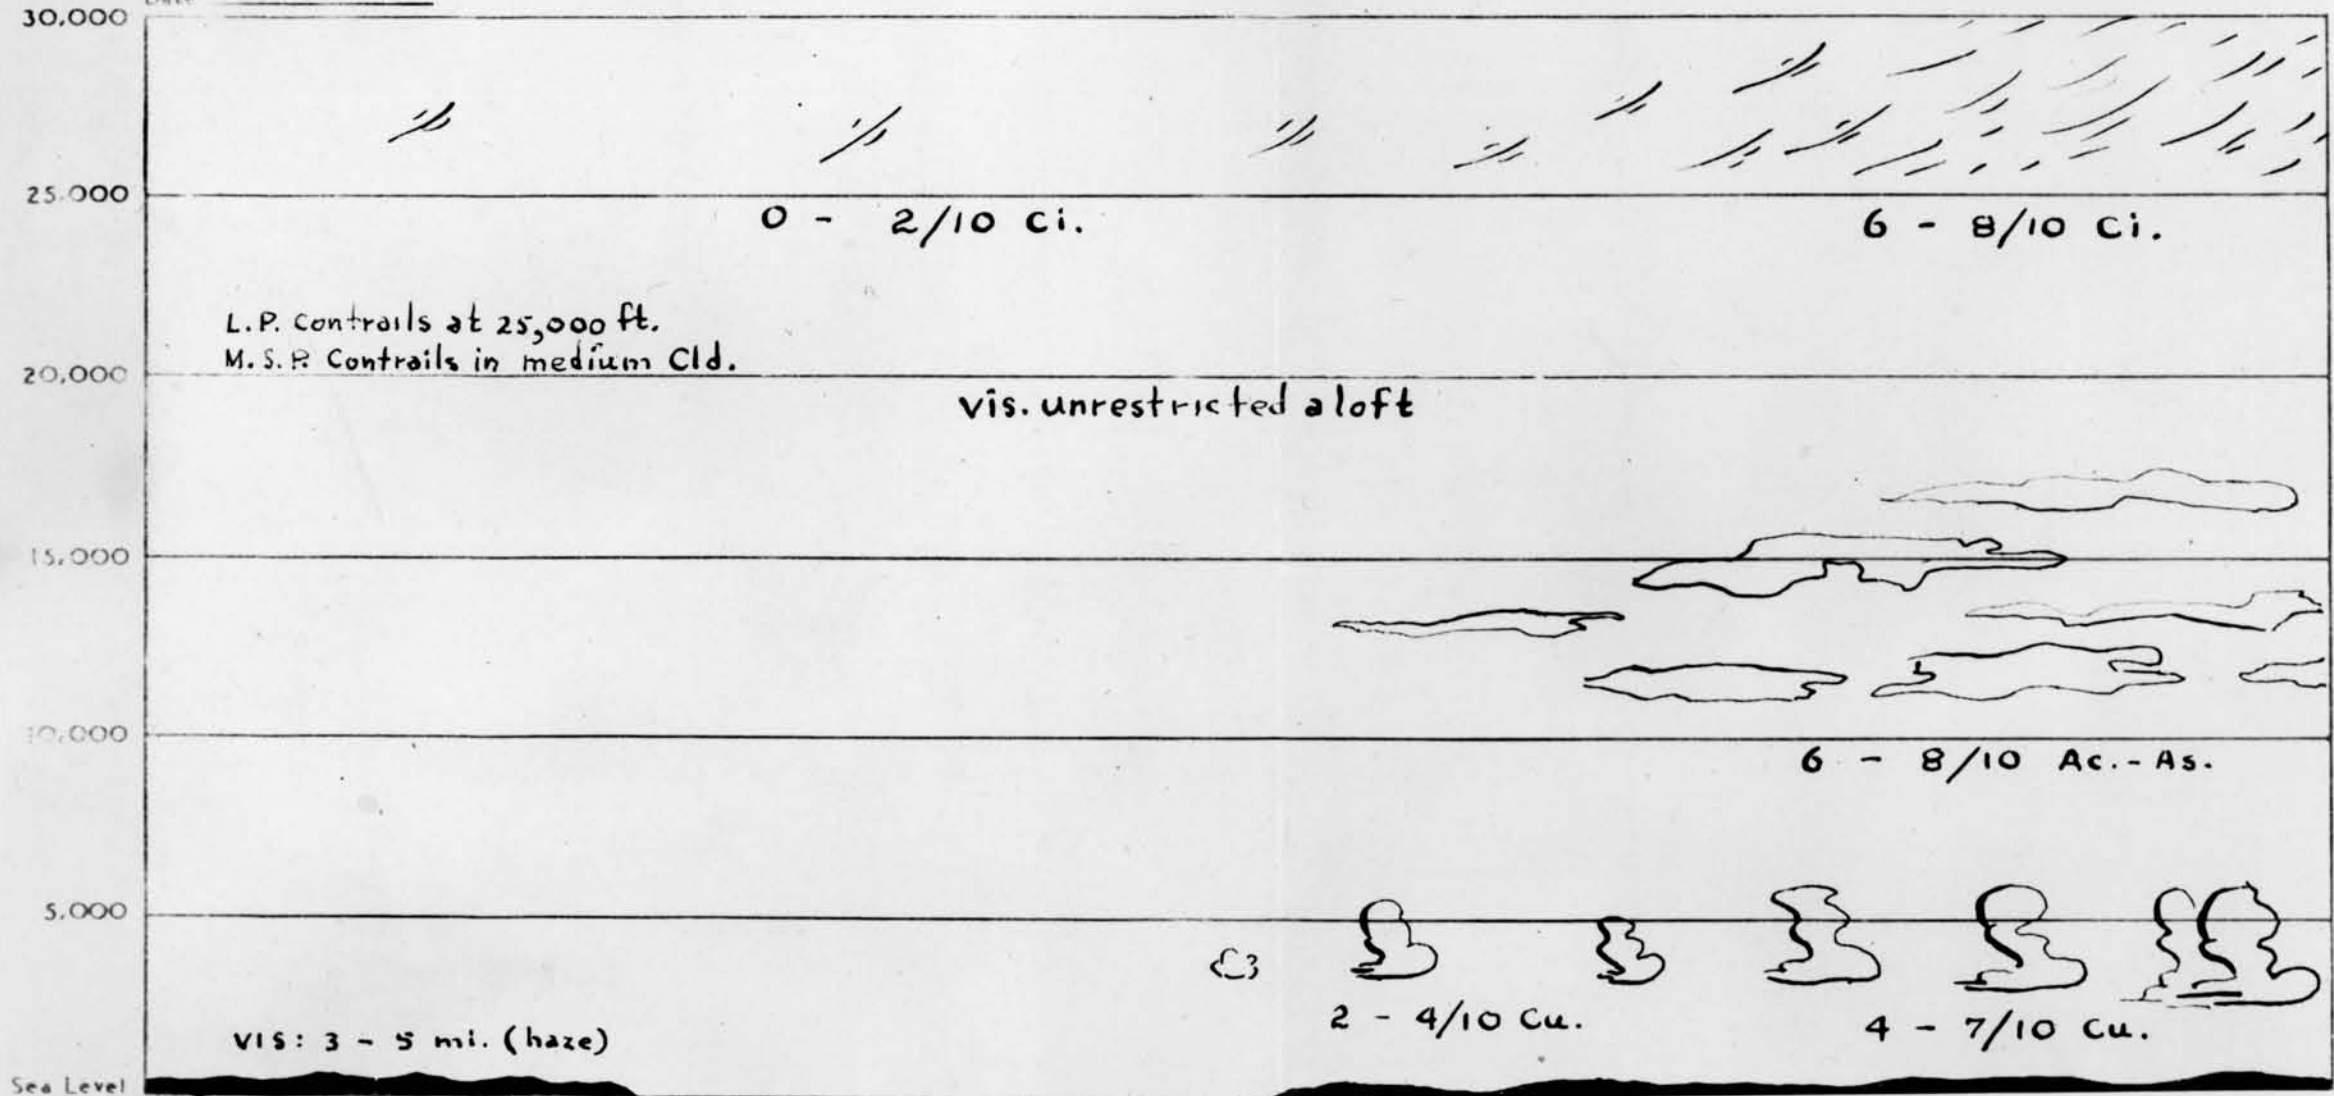 Date
30,000
25,000
0 - 2/10 Ci.
6 - 8/10 Ci.
L.P. Contrails at 25,000 ft.
M.S.P. Contrails in medium Cld.
20,000
vis. unrestricted aloft
15,000
10,000
6 - 8/10 Ac.-As.
5,000
2 - 4/10 Cu.
4 - 7/10 Cu.
VIS: 3 - 5 mi. (haze)
Sea Level